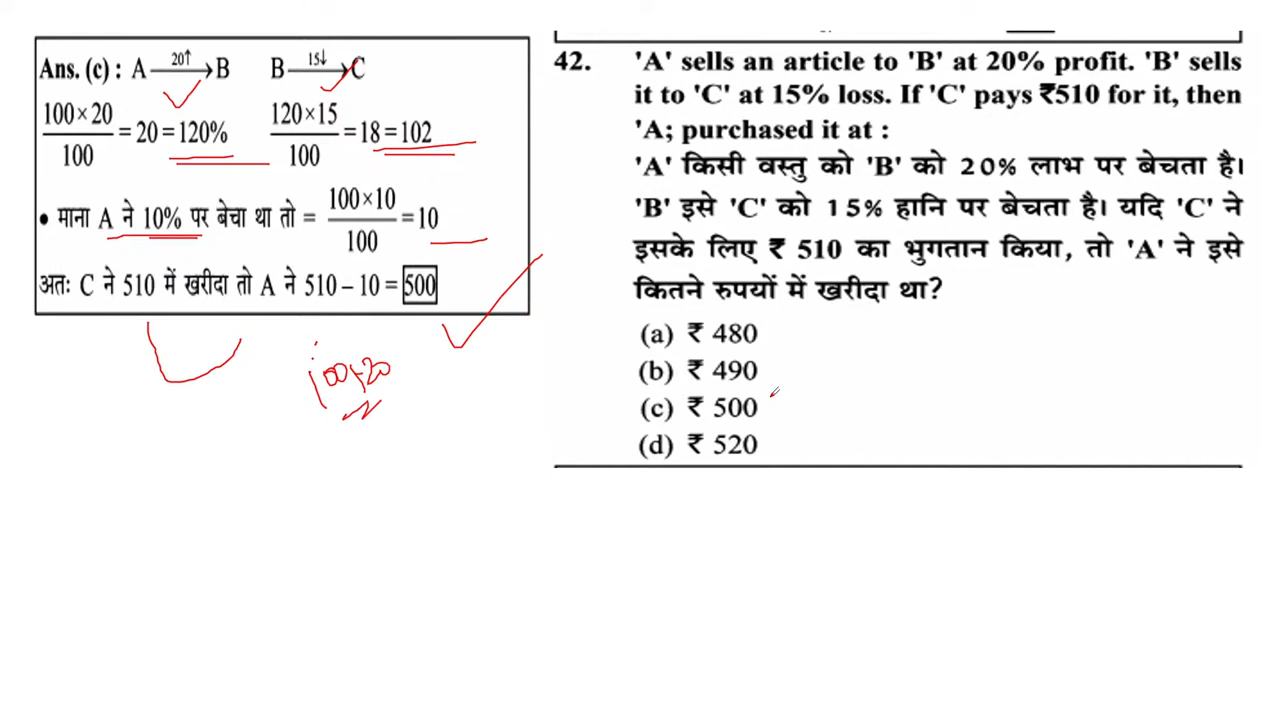 Ans. (c) : A 20↑→ B B 15↓→ C
100 × 20 / 100 = 20 = 120% 120 × 15 / 100 = 18 = 102
• माना A ने 10% पर बेचा था तो = 100 × 10 / 100 = 10
अतः C ने 510 में खरीदा तो A ने 510 – 10 = 500
100+20
42. 'A' sells an article to 'B' at 20% profit. 'B' sells
it to 'C' at 15% loss. If 'C' pays ₹510 for it, then
'A; purchased it at :
'A' किसी वस्तु को 'B' को 20% लाभ पर बेचता है।
'B' इसे 'C' को 15% हानि पर बेचता है। यदि 'C' ने
इसके लिए ₹ 510 का भुगतान किया, तो 'A' ने इसे
कितने रुपयों में खरीदा था?
(a) ₹ 480
(b) ₹ 490
(c) ₹ 500
(d) ₹ 520